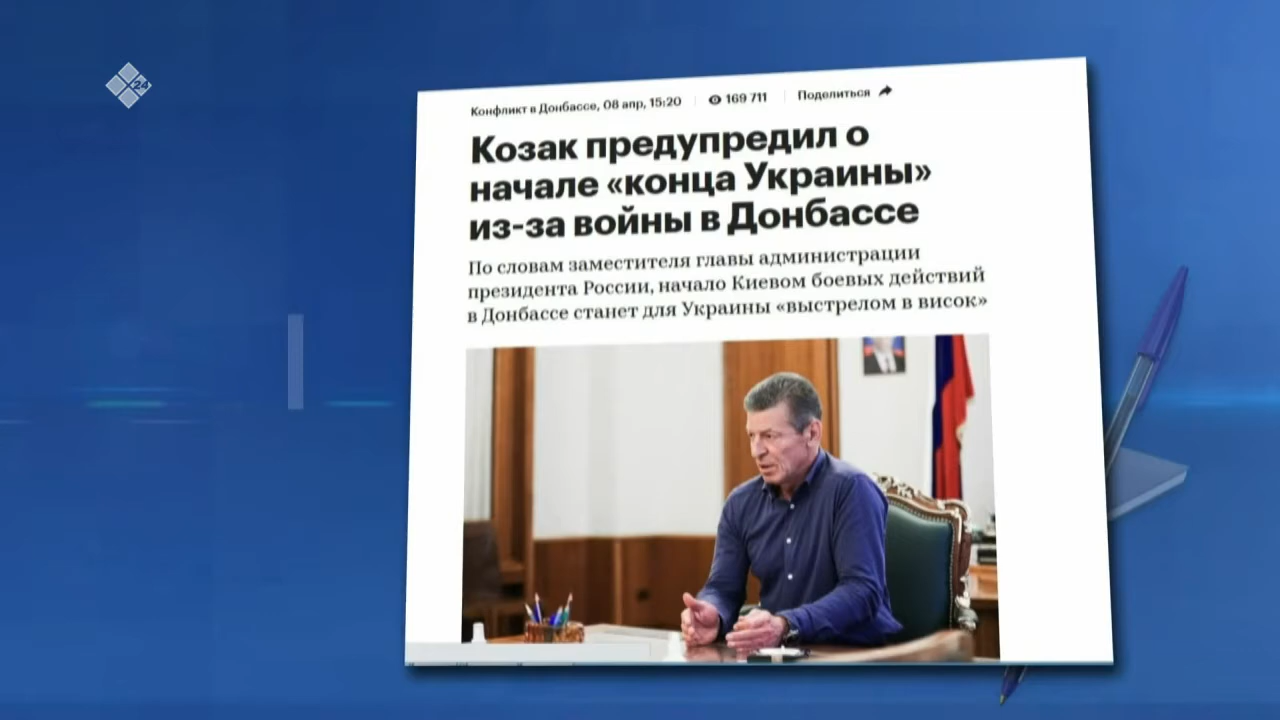 X24
Конфликт в Донбассе, 08 апр, 15:20 169 711 Поделиться
Козак предупредил о
начале «конца Украины»
из-за войны в Донбассе
По словам заместителя главы администрации
президента России, начало Киевом боевых действий
в Донбассе станет для Украины «выстрелом в висок»